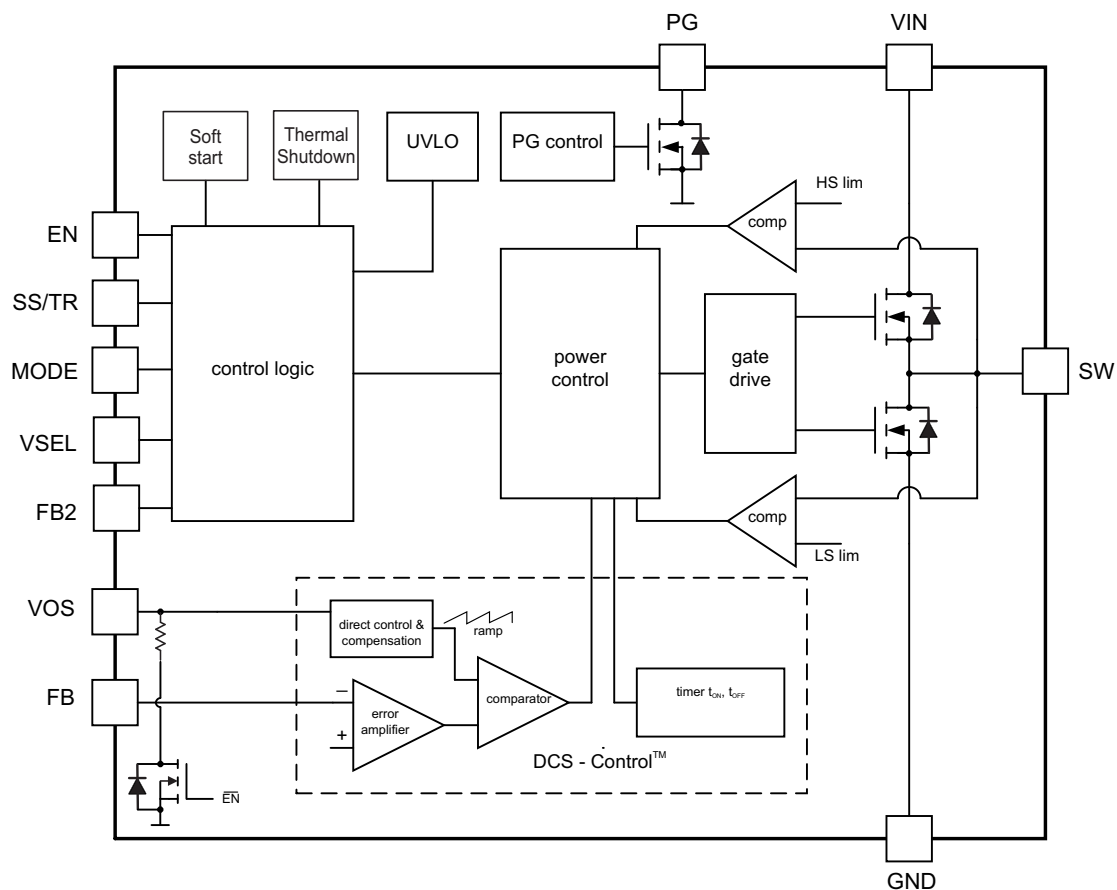 PG
VIN
Soft
start
Thermal
Shutdown
UVLO
PG control
HS lim
comp
EN
SS/TR
MODE
VSEL
FB2
control logic
power
control
gate
drive
SW
comp
LS lim
VOS
direct control &
compensation
ramp
FB
−
error
amplifier
+
comparator
timer tON, tOFF
DCS - Control™
EN
GND